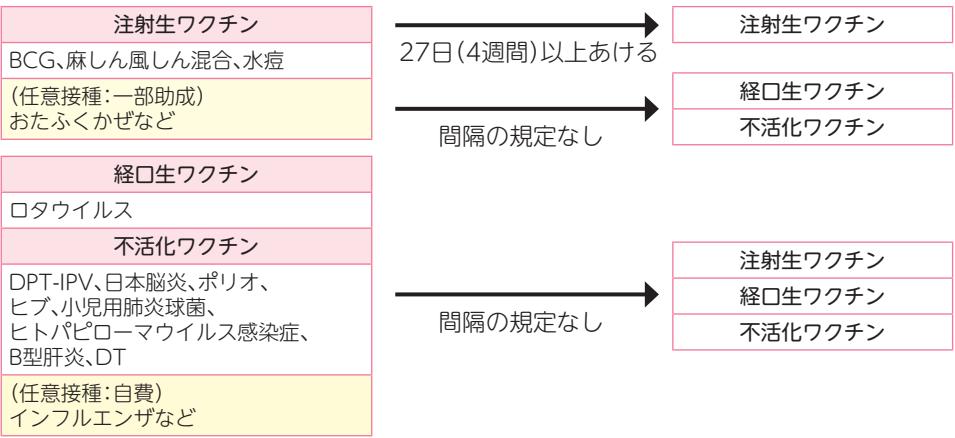 注射生ワクチン
BCG、麻しん風しん混合、水痘
(任意接種:一部助成)
おたふくかぜなど
27日(4週間)以上あける
注射生ワクチン
間隔の規定なし
経口生ワクチン
不活化ワクチン
経口生ワクチン
ロタウイルス
不活化ワクチン
DPT-IPV、日本脳炎、ポリオ、
ヒブ、小児用肺炎球菌、
ヒトパピローマウイルス感染症、
B型肝炎、DT
(任意接種:自費)
インフルエンザなど
間隔の規定なし
注射生ワクチン
経口生ワクチン
不活化ワクチン